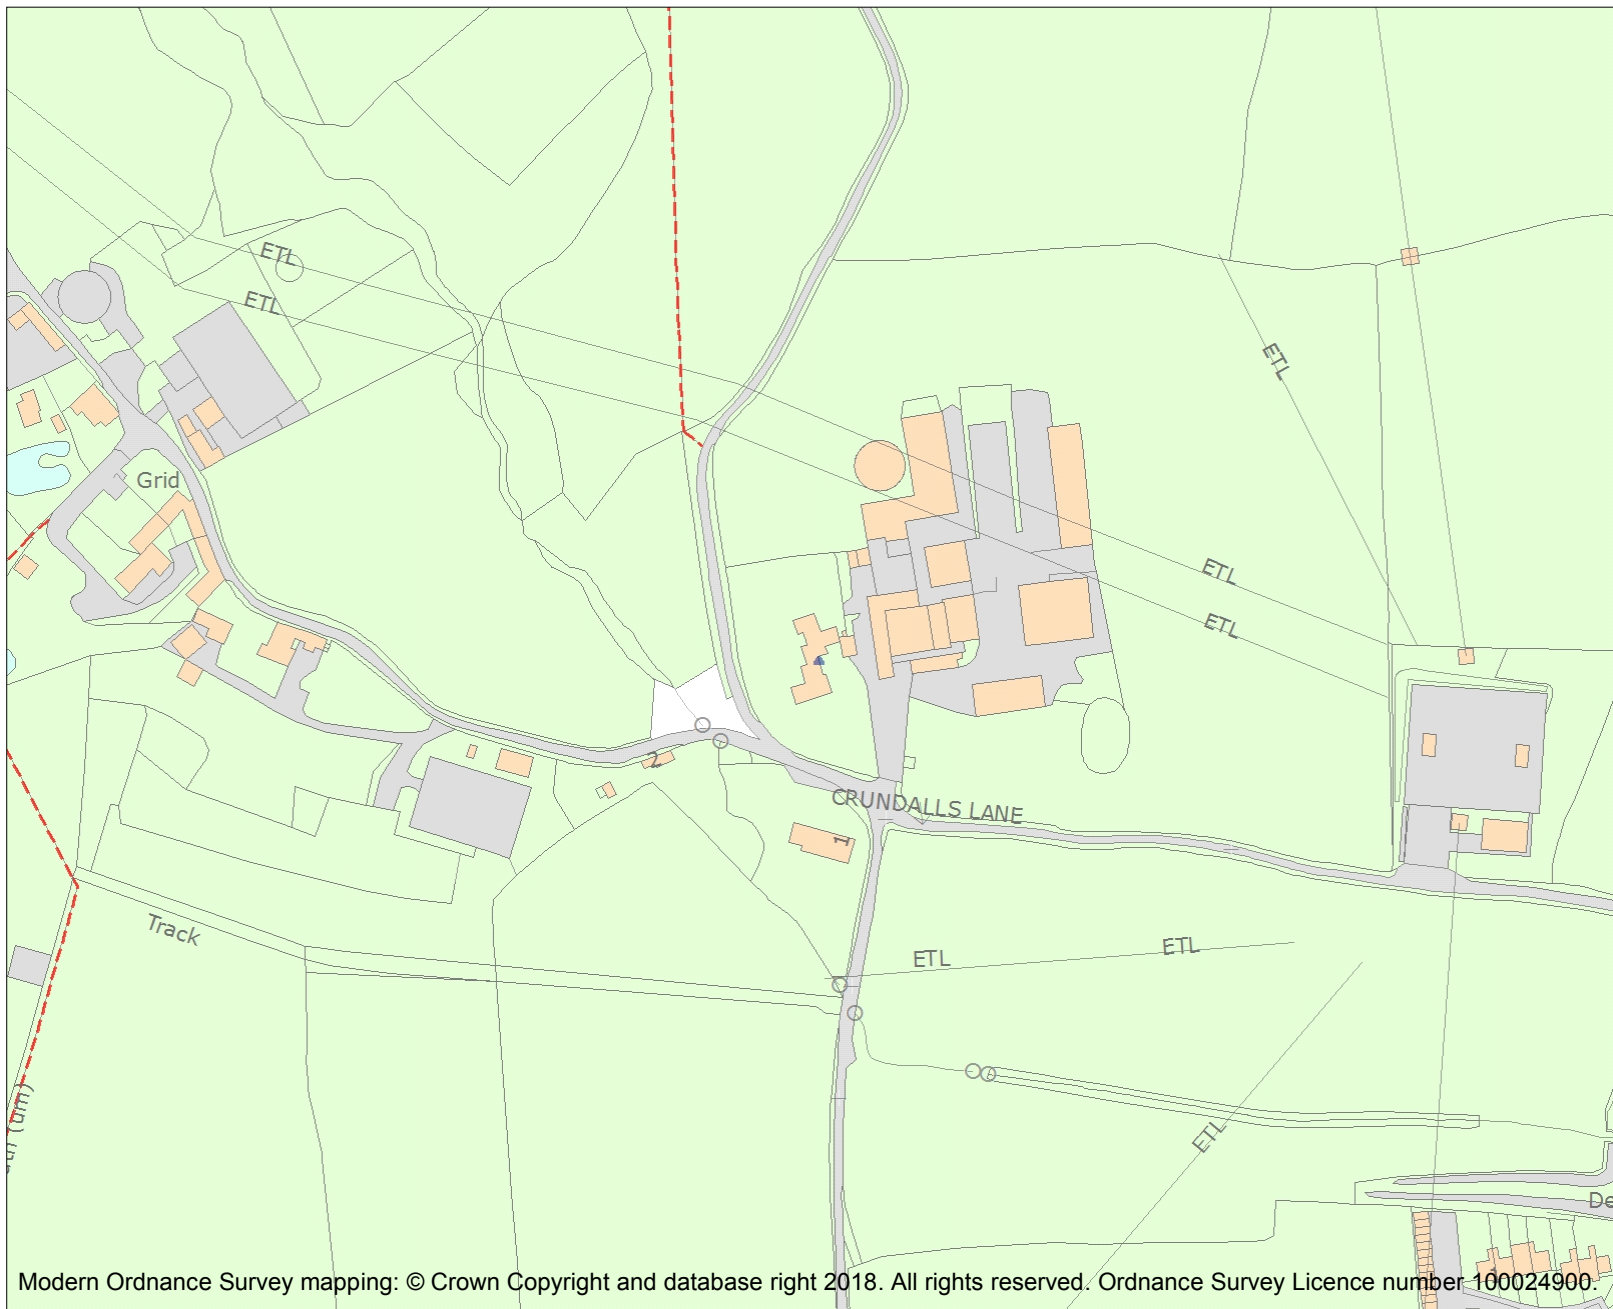 ETL
ETL
ETL
Grid
ETL
ETL
2
CRUNDALLS LANE
1
Track
ETL
ETL
(um)
ETL
De
Modern Ordnance Survey mapping: © Crown Copyright and database right 2018. All rights reserved. Ordnance Survey Licence number 100024900.